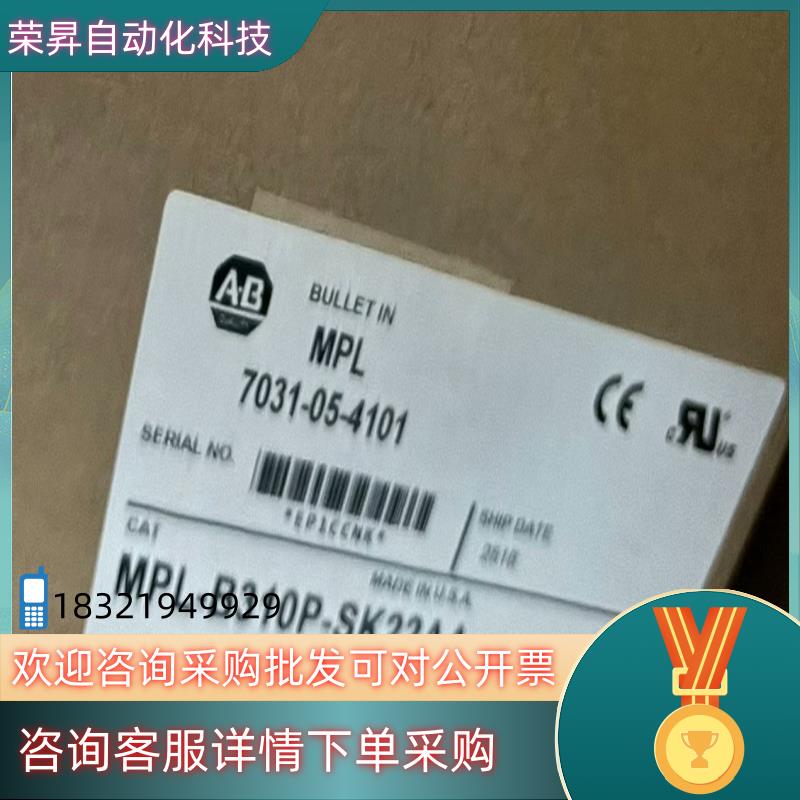 荣昇自动化科技
A·B
BULLETIN
MPL
7031-05-4101
CE
SERIAL NO.
SHIP DATE
CAT
MADE IN U.S.A.
18321949929
欢迎咨询采购批发可对公开票
咨询客服详情下单采购